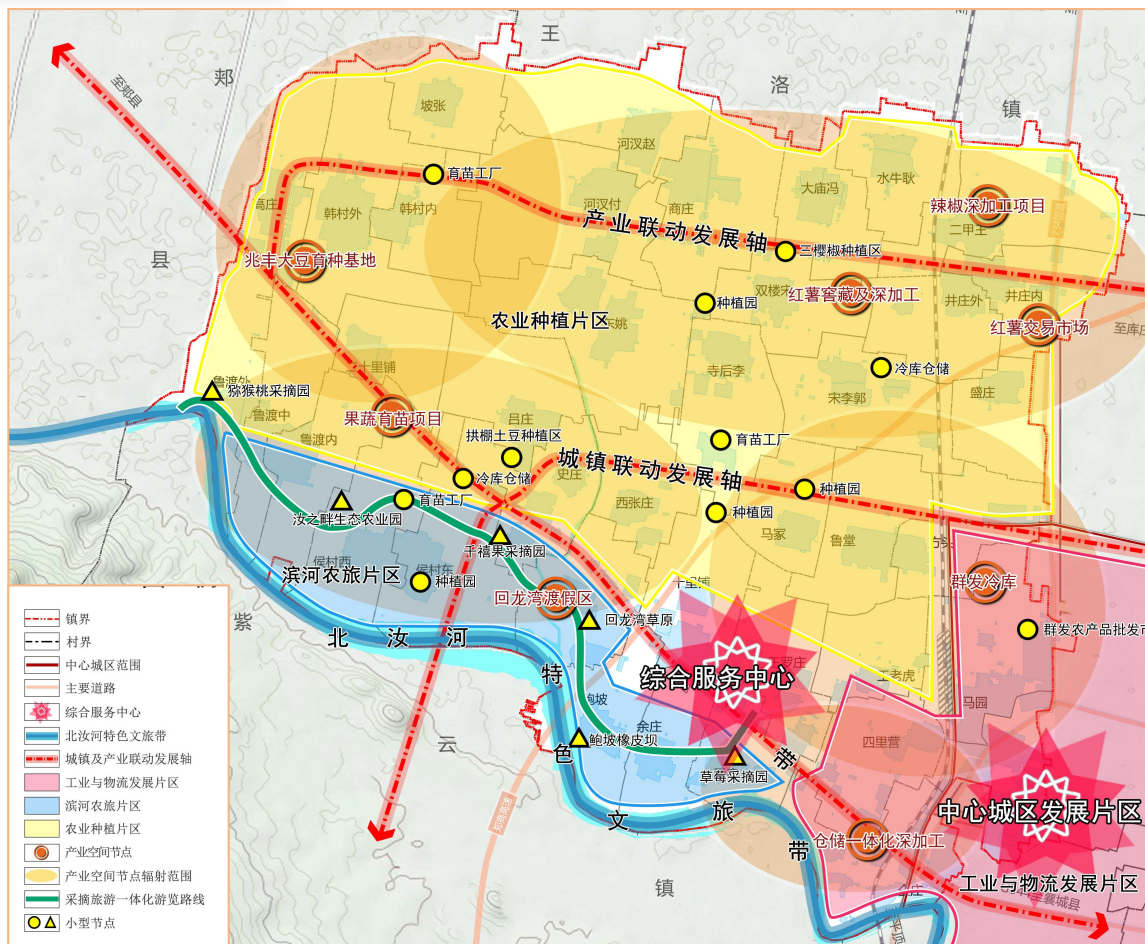 王
郏
洛
镇
县
至郏县
坡张
河汉赵
水牛耿
大庙冯
育苗工厂
高庄
韩村外
韩村内
河汉付
商庄
产业联动发展轴
辣椒深加工项目
二甲王
三樱椒种植区
兆丰大豆育种基地
双楼宋
红薯窖藏及深加工
井庄外
井庄内
种植园
农业种植片区
东姚
红薯交易市场
至库庄
十里铺
寺后李
冷库仓储
鲁渡外
猕猴桃采摘园
宋李郭
盛庄
鲁渡中
果蔬育苗项目
吕庄
鲁渡内
拱棚土豆种植区
育苗工厂
城镇联动发展轴
史庄
冷库仓储
种植园
育苗工厂
西张庄
汝之畔生态农业园
种植园
马冢
鲁堂
千禧果采摘园
侯村西
侯村东
滨河农旅片区
种植园
十里铺
群发冷库
回龙湾渡假区
回龙湾草原
群发农产品批发市
紫
北汝河特色文旅带
综合服务中心
王罗庄
王老虎
马园
余庄
四里营
云
鲍坡橡皮坝
草莓采摘园
带
中心城区发展片区
仓储一体化深加工
工业与物流发展片区
镇
镇界
村界
中心城区范围
主要道路
综合服务中心
北汝河特色文旅带
城镇及产业联动发展轴
工业与物流发展片区
滨河农旅片区
农业种植片区
产业空间节点
产业空间节点辐射范围
采摘旅游一体化游览路线
小型节点